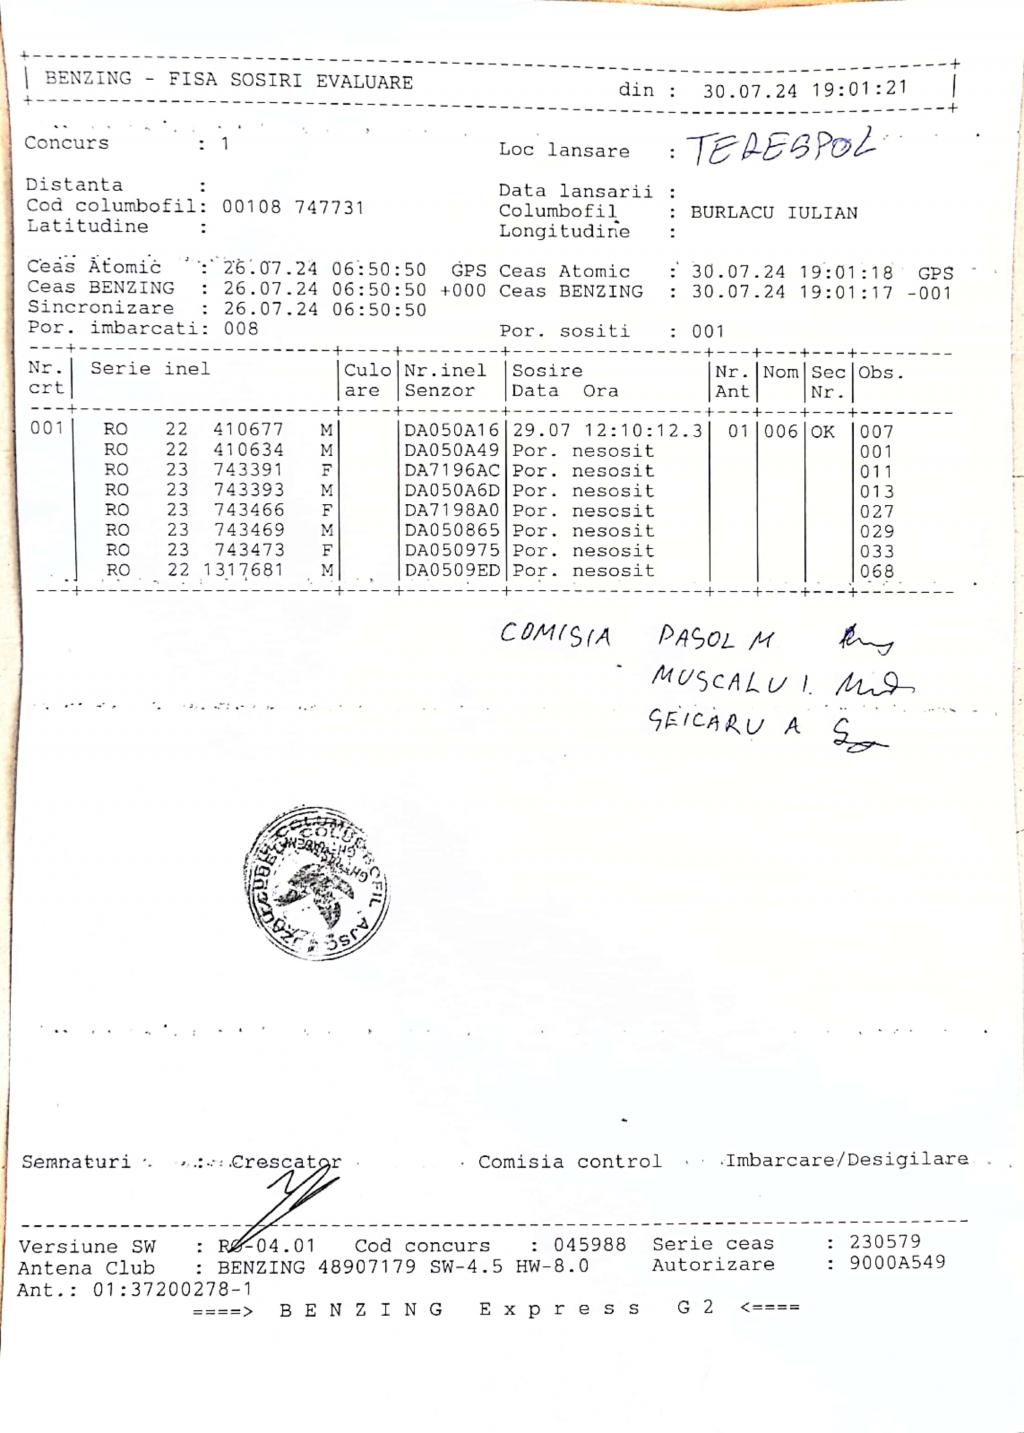 BENZING - FISA SOSIRI EVALUARE din : 30.07.24 19:01:21
Concurs : 1 Loc lansare : TERESPOL
Distanta : Data lansarii :
Cod columbofil: 00108 747731 Columbofil : BURLACU IULIAN
Latitudine : Longitudine :
Ceas Atomic : 26.07.24 06:50:50 GPS Ceas Atomic : 30.07.24 19:01:18 GPS
Ceas BENZING : 26.07.24 06:50:50 +000 Ceas BENZING : 30.07.24 19:01:17 -001
Sincronizare : 26.07.24 06:50:50
Por. imbarcati: 008 Por. sositi : 001
Nr. Serie inel Culo Nr.inel Sosire Nr. Nom Sec Obs.
crt are Senzor Data Ora Ant Nr.
001 RO 22 410677 M DA050A16 29.07 12:10:12.3 01 006 OK 007
RO 22 410634 M DA050A49 Por. nesosit 001
RO 23 743391 F DA7196AC Por. nesosit 011
RO 23 743393 M DA050A6D Por. nesosit 013
RO 23 743466 F DA7198A0 Por. nesosit 027
RO 23 743469 M DA050865 Por. nesosit 029
RO 23 743473 F DA050975 Por. nesosit 033
RO 22 1317681 M DA0509ED Por. nesosit 068
COMISIA PASOL M
MUSCALU I.
GEICARU A
Semnaturi : Crescator Comisia control Imbarcare/Desigilare
Versiune SW : RO-04.01 Cod concurs : 045988 Serie ceas : 230579
Antena Club : BENZING 48907179 SW-4.5 HW-8.0 Autorizare : 9000A549
Ant.: 01:37200278-1
====> B E N Z I N G E x p r e s s G 2 <====